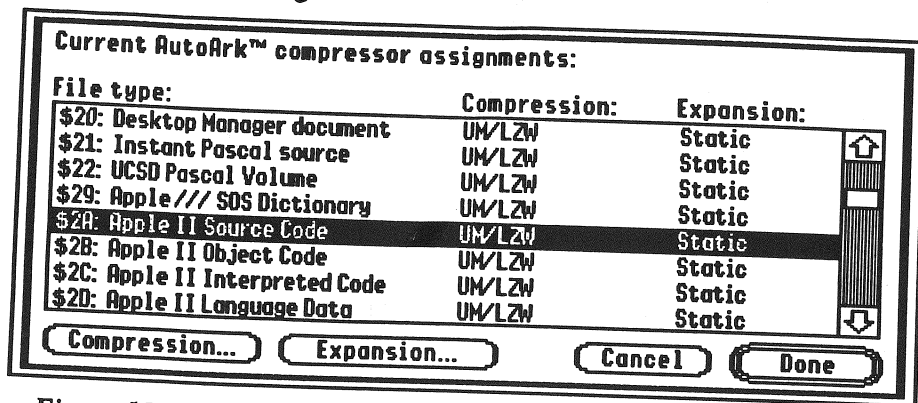 Current AutoArk™ compressor assignments:
File type: Compression: Expansion:
$20: Desktop Manager document UM/LZW Static
$21: Instant Pascal source UM/LZW Static
$22: UCSD Pascal Volume UM/LZW Static
$29: Apple/// SOS Dictionary UM/LZW Static
$2A: Apple II Source Code UM/LZW Static
$2B: Apple II Object Code UM/LZW Static
$2C: Apple II Interpreted Code UM/LZW Static
$2D: Apple II Language Data UM/LZW Static
Compression... Expansion... Cancel Done